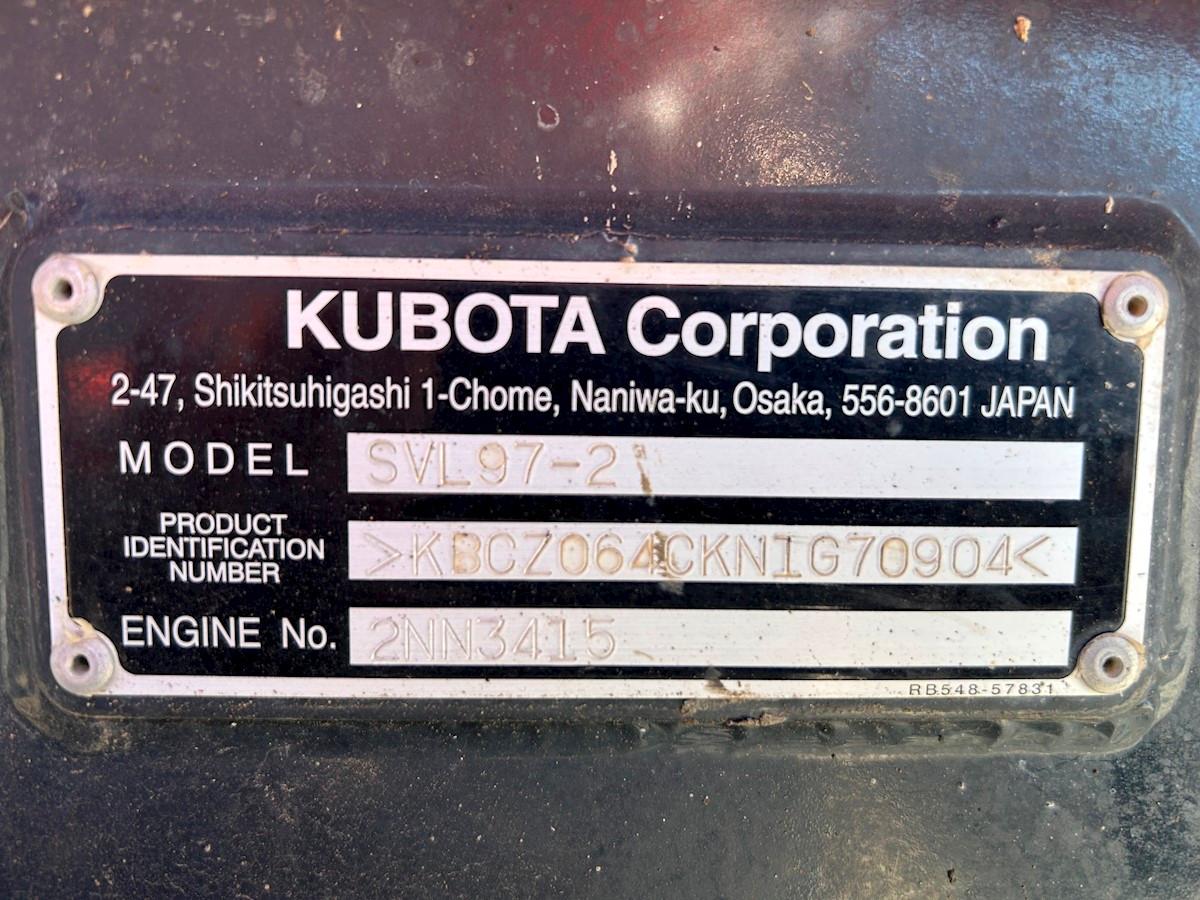 KUBOTA Corporation
2-47, Shikitsuhigashi 1-Chome, Naniwa-ku, Osaka, 556-8601 JAPAN
MODEL SVL97-2
PRODUCT
IDENTIFICATION
NUMBER
>KBCZ064CKN1G70904<
ENGINE No. 2NN3415
RB548-57831